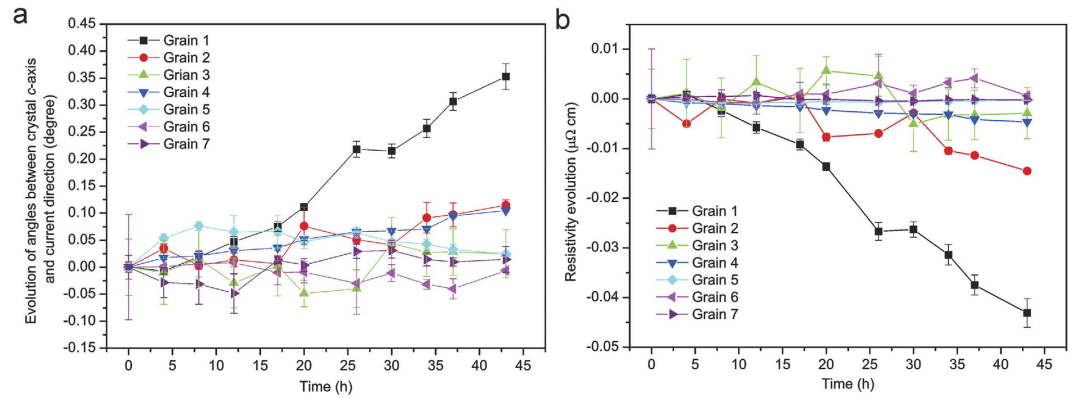 a
Evolution of angles between crystal c-axis
and current direction (degree)
0.45
0.40
0.35
0.30
0.25
0.20
0.15
0.10
0.05
0.00
-0.05
-0.10
-0.15
Grain 1
Grain 2
Grian 3
Grain 4
Grain 5
Grain 6
Grain 7
0 5 10 15 20 25 30 35 40 45
Time (h)
b
Resistivity evolution (μΩ cm)
0.01
0.00
-0.01
-0.02
-0.03
-0.04
-0.05
Grain 1
Grain 2
Grain 3
Grain 4
Grain 5
Grain 6
Grain 7
0 5 10 15 20 25 30 35 40 45
Time (h)